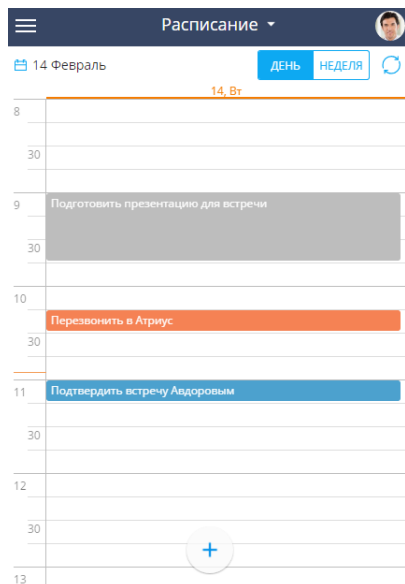 Расписание
14 Февраль
ДЕНЬ НЕДЕЛЯ
14, Вт
8
30
9 Подготовить презентацию для встречи
30
10
Перезвонить в Атриус
30
11 Подтвердить встречу Авдоровым
30
12
30
+
13